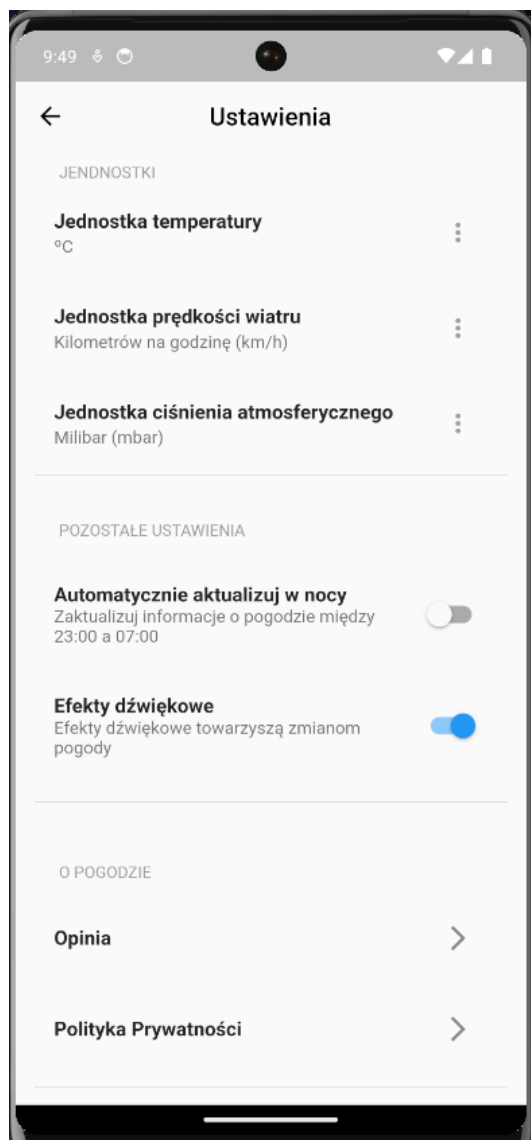 9:49
Ustawienia
JENDNOSTKI
Jednostka temperatury
°C
Jednostka prędkości wiatru
Kilometrów na godzinę (km/h)
Jednostka ciśnienia atmosferycznego
Milibar (mbar)
POZOSTAŁE USTAWIENIA
Automatycznie aktualizuj w nocy
Zaktualizuj informacje o pogodzie między
23:00 a 07:00
Efekty dźwiękowe
Efekty dźwiękowe towarzyszą zmianom
pogody
O POGODZIE
Opinia
Polityka Prywatności